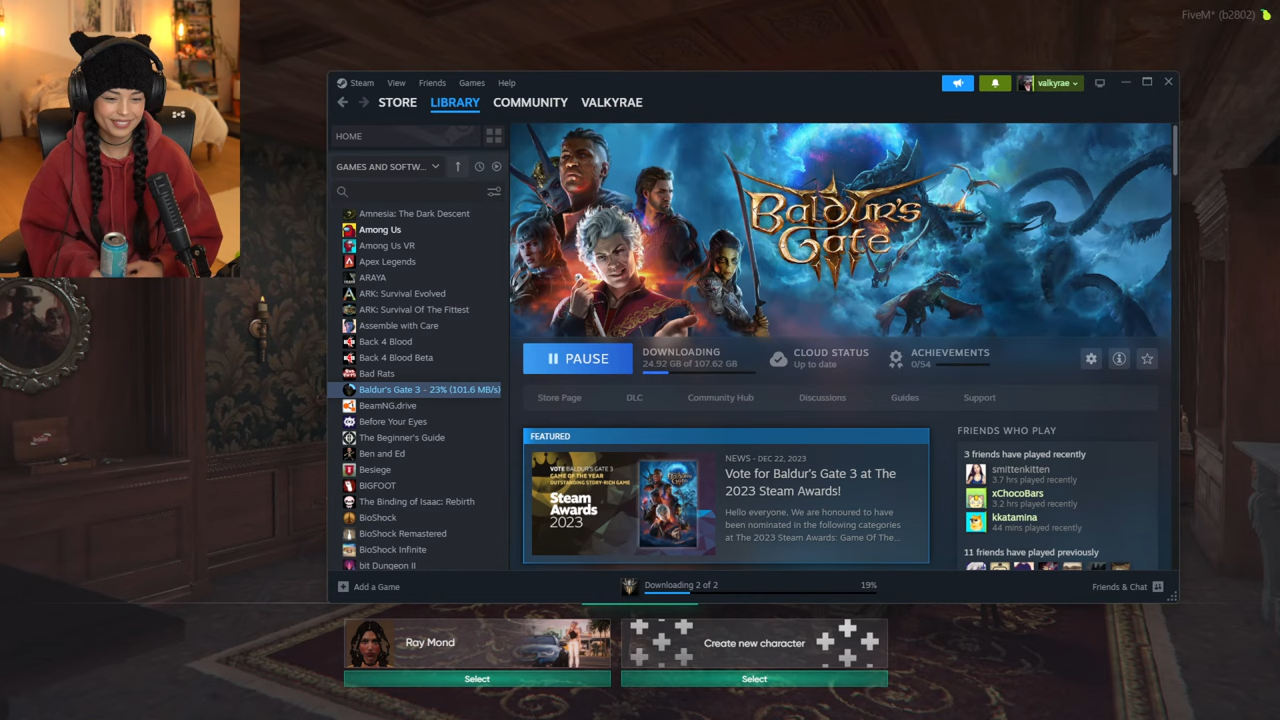 FiveM* (b2802)
Steam View Friends Games Help
valkyrae
STORE LIBRARY COMMUNITY VALKYRAE
HOME
GAMES AND SOFTW...
Amnesia: The Dark Descent
Among Us
Among Us VR
Apex Legends
ARAYA
ARK: Survival Evolved
ARK: Survival Of The Fittest
Assemble with Care
Back 4 Blood
Back 4 Blood Beta
Bad Rats
Baldur's Gate 3 - 23% (101.6 MB/s)
BeamNG.drive
Before Your Eyes
The Beginner's Guide
Ben and Ed
Besiege
BIGFOOT
The Binding of Isaac: Rebirth
BioShock
BioShock Remastered
BioShock Infinite
bit Dungeon II
Baldur's
Gate
PAUSE
DOWNLOADING
24.92 GB of 107.62 GB
CLOUD STATUS
Up to date
ACHIEVEMENTS
0/54
Store Page DLC Community Hub Discussions Guides Support
FEATURED
VOTE BALDUR'S GATE 3
GAME OF THE YEAR
OUTSTANDING STORY-RICH GAME
Steam
Awards
2023
NEWS - DEC 22, 2023
Vote for Baldur's Gate 3 at The
2023 Steam Awards!
Hello everyone, We are honoured to have
been nominated in the following categories
at The 2023 Steam Awards: Game Of The...
FRIENDS WHO PLAY
3 friends have played recently
smittenkitten
3.7 hrs played recently
xChocoBars
3.2 hrs played recently
kkatamina
44 mins played recently
11 friends have played previously
Add a Game
Downloading 2 of 2 19%
Friends & Chat
Ray Mond
Select
Create new character
Select